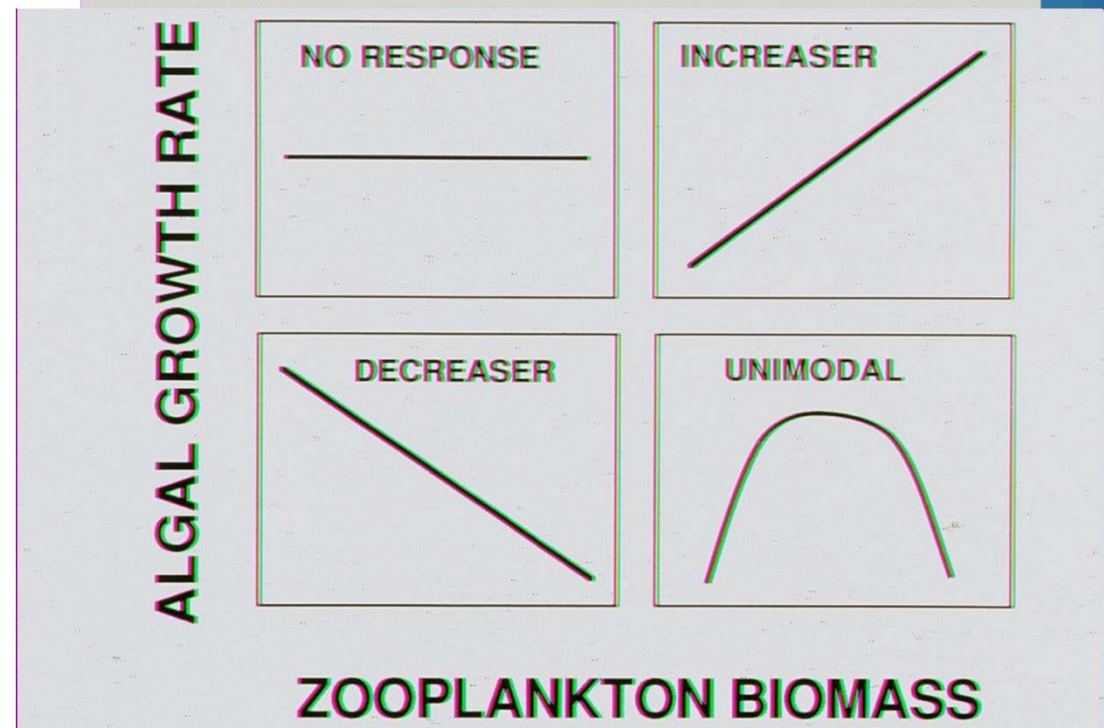 ALGAL GROWTH RATE
NO RESPONSE
INCREASER
DECREASER
UNIMODAL
ZOOPLANKTON BIOMASS